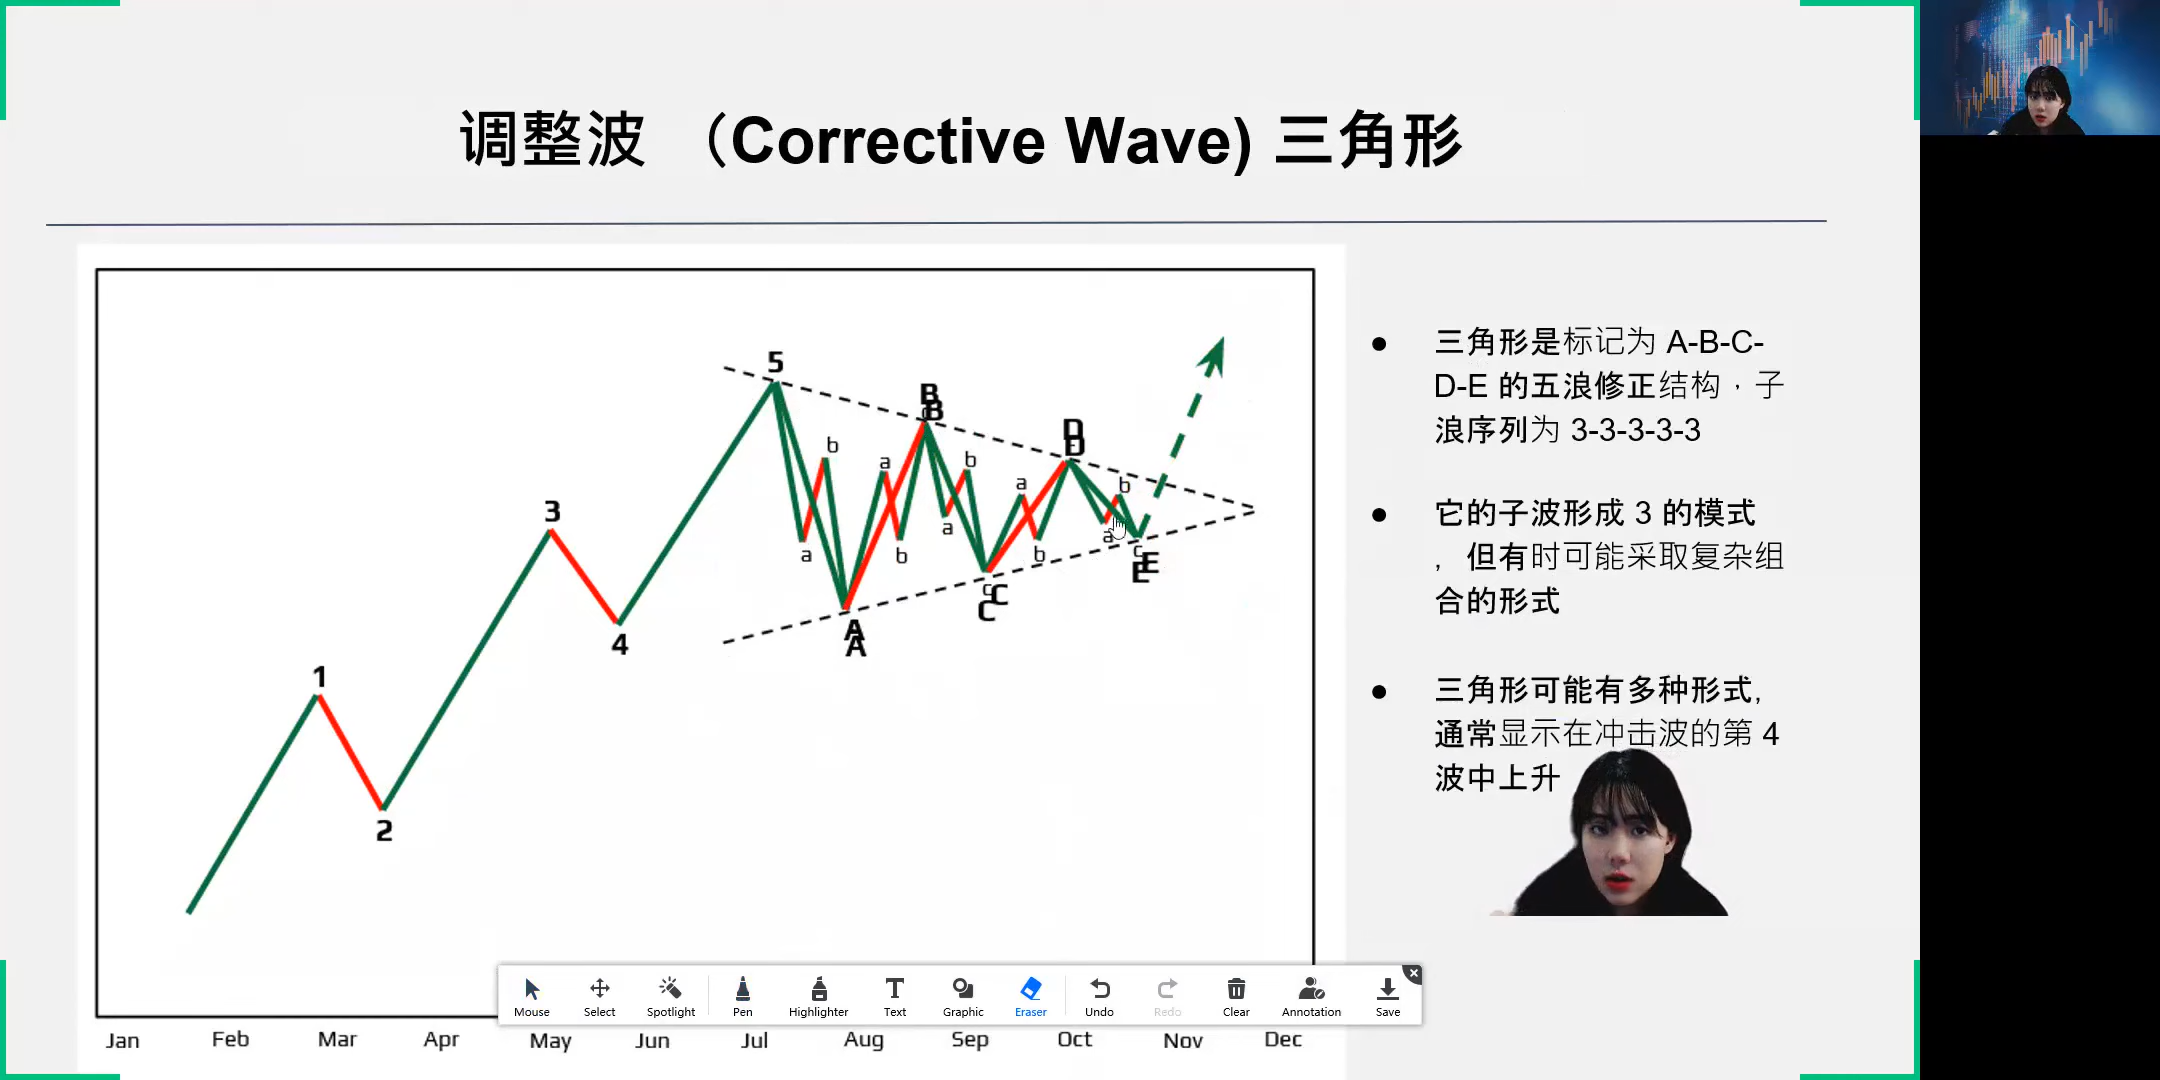 调整波 （Corrective Wave) 三角形
三角形是标记为 A-B-C-
D-E 的五浪修正结构，子
浪序列为 3-3-3-3-3
它的子波形成 3 的模式
，但有时可能采取复杂组
合的形式
三角形可能有多种形式，
通常显示在冲击波的第 4
波中上升
5
B
B
D
D
b
a
b
a
b
3
a
b
a
b
a
c
E
E
c
C
C
4
A
A
1
2
Mouse Select Spotlight Pen Highlighter Text Graphic Eraser Undo Redo Clear Annotation Save
Jan Feb Mar Apr May Jun Jul Aug Sep Oct Nov Dec